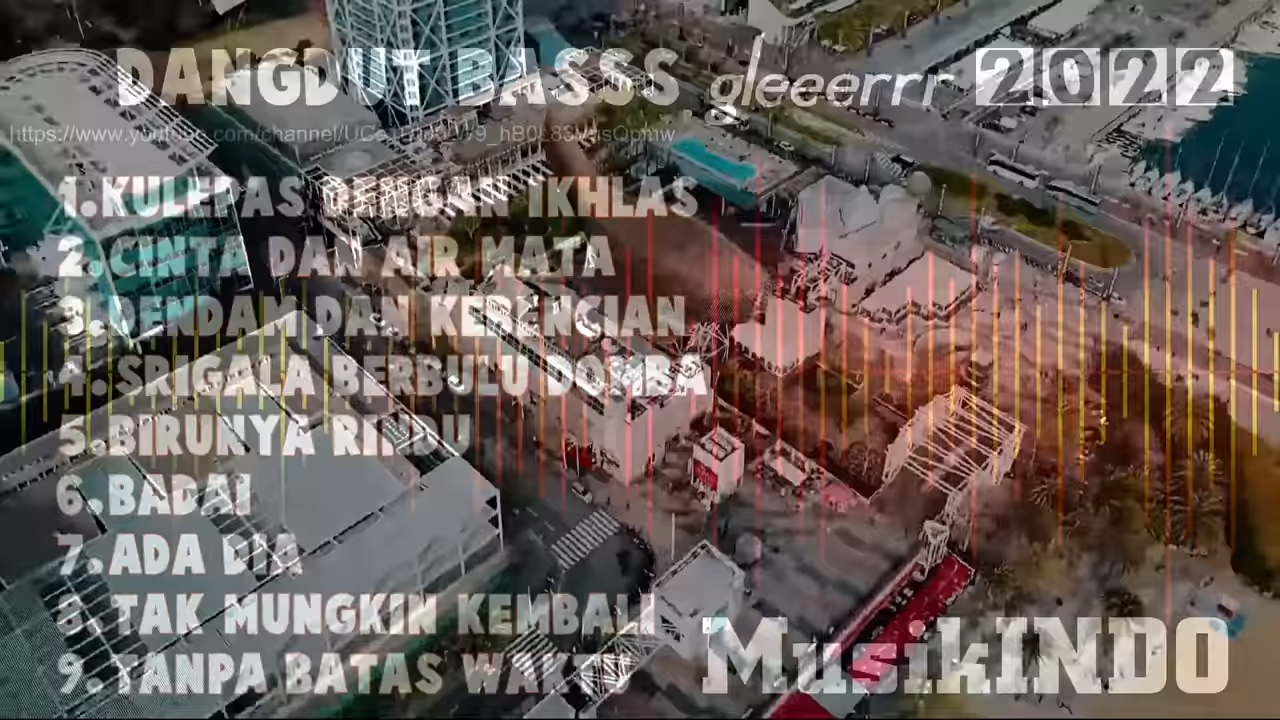 DANGDUT BASSS gleeerrr 2022
1.KULEPAS DENGAN IKHLAS
2.CINTA DAN AIR MATA
3.DENDAM DAN KEBENCIAN
4.SRIGALA BERBULU DOMBA
5.BIRUNYA RINDU
6.BADAI
7.ADA DIA
8.TAK MUNGKIN KEMBALI
9.TANPA BATAS WAKTU
MusikINDO